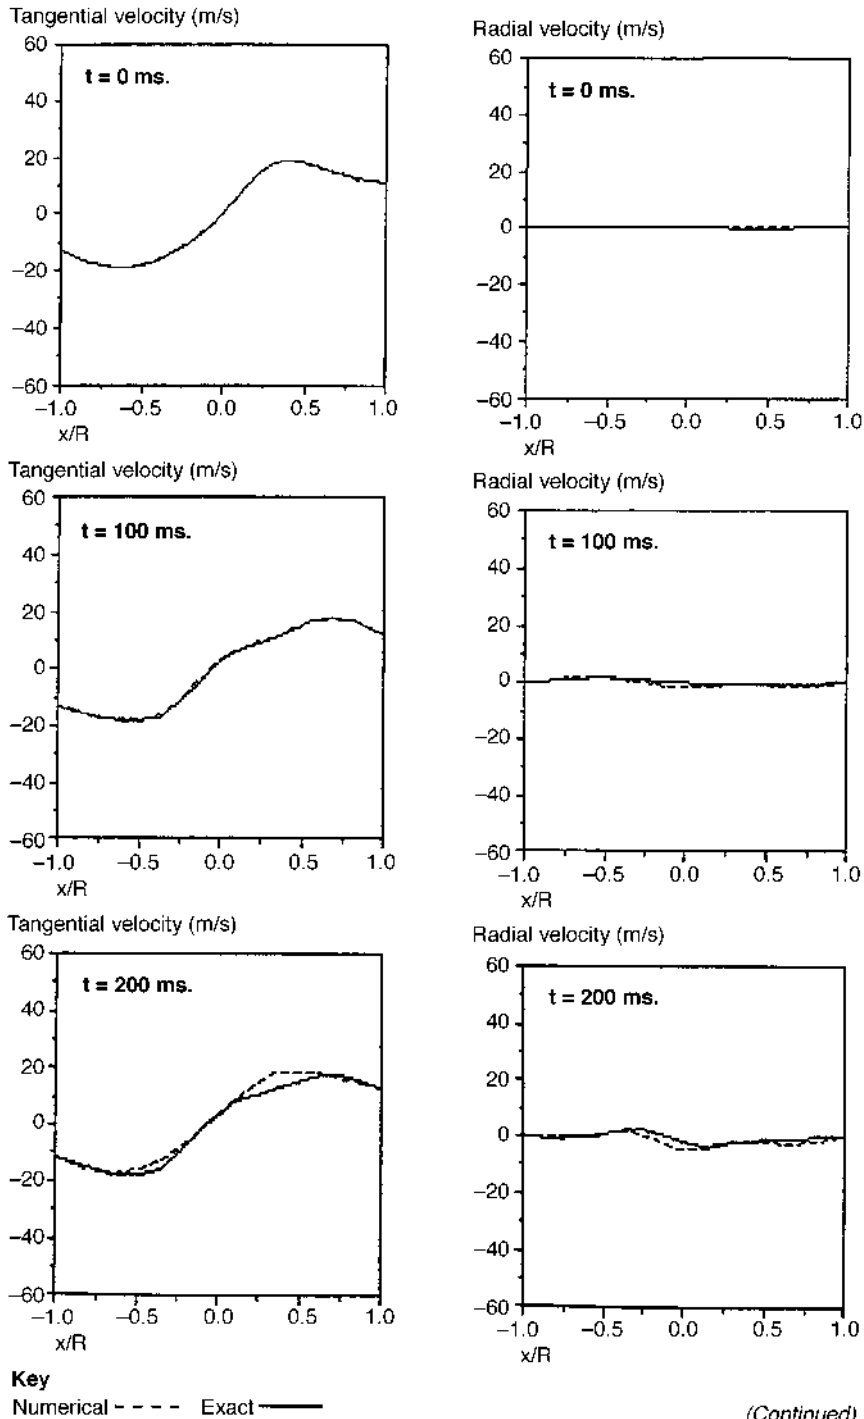 Tangential velocity (m/s)
60
40
20
0
−20
−40
−60
t = 0 ms.
−1.0 −0.5 0.0 0.5 1.0
x/R
Radial velocity (m/s)
60
40
20
0
−20
−40
−60
t = 0 ms.
−1.0 −0.5 0.0 0.5 1.0
x/R
Tangential velocity (m/s)
60
40
20
0
−20
−40
−60
t = 100 ms.
−1.0 −0.5 0.0 0.5 1.0
x/R
Radial velocity (m/s)
60
40
20
0
−20
−40
−60
t = 100 ms.
−1.0 −0.5 0.0 0.5 1.0
x/R
Tangential velocity (m/s)
60
40
20
0
−20
−40
−60
t = 200 ms.
−1.0 −0.5 0.0 0.5 1.0
x/R
Radial velocity (m/s)
60
40
20
0
−20
−40
−60
t = 200 ms.
−1.0 −0.5 0.0 0.5 1.0
x/R
Key
Numerical Exact
(Continued)